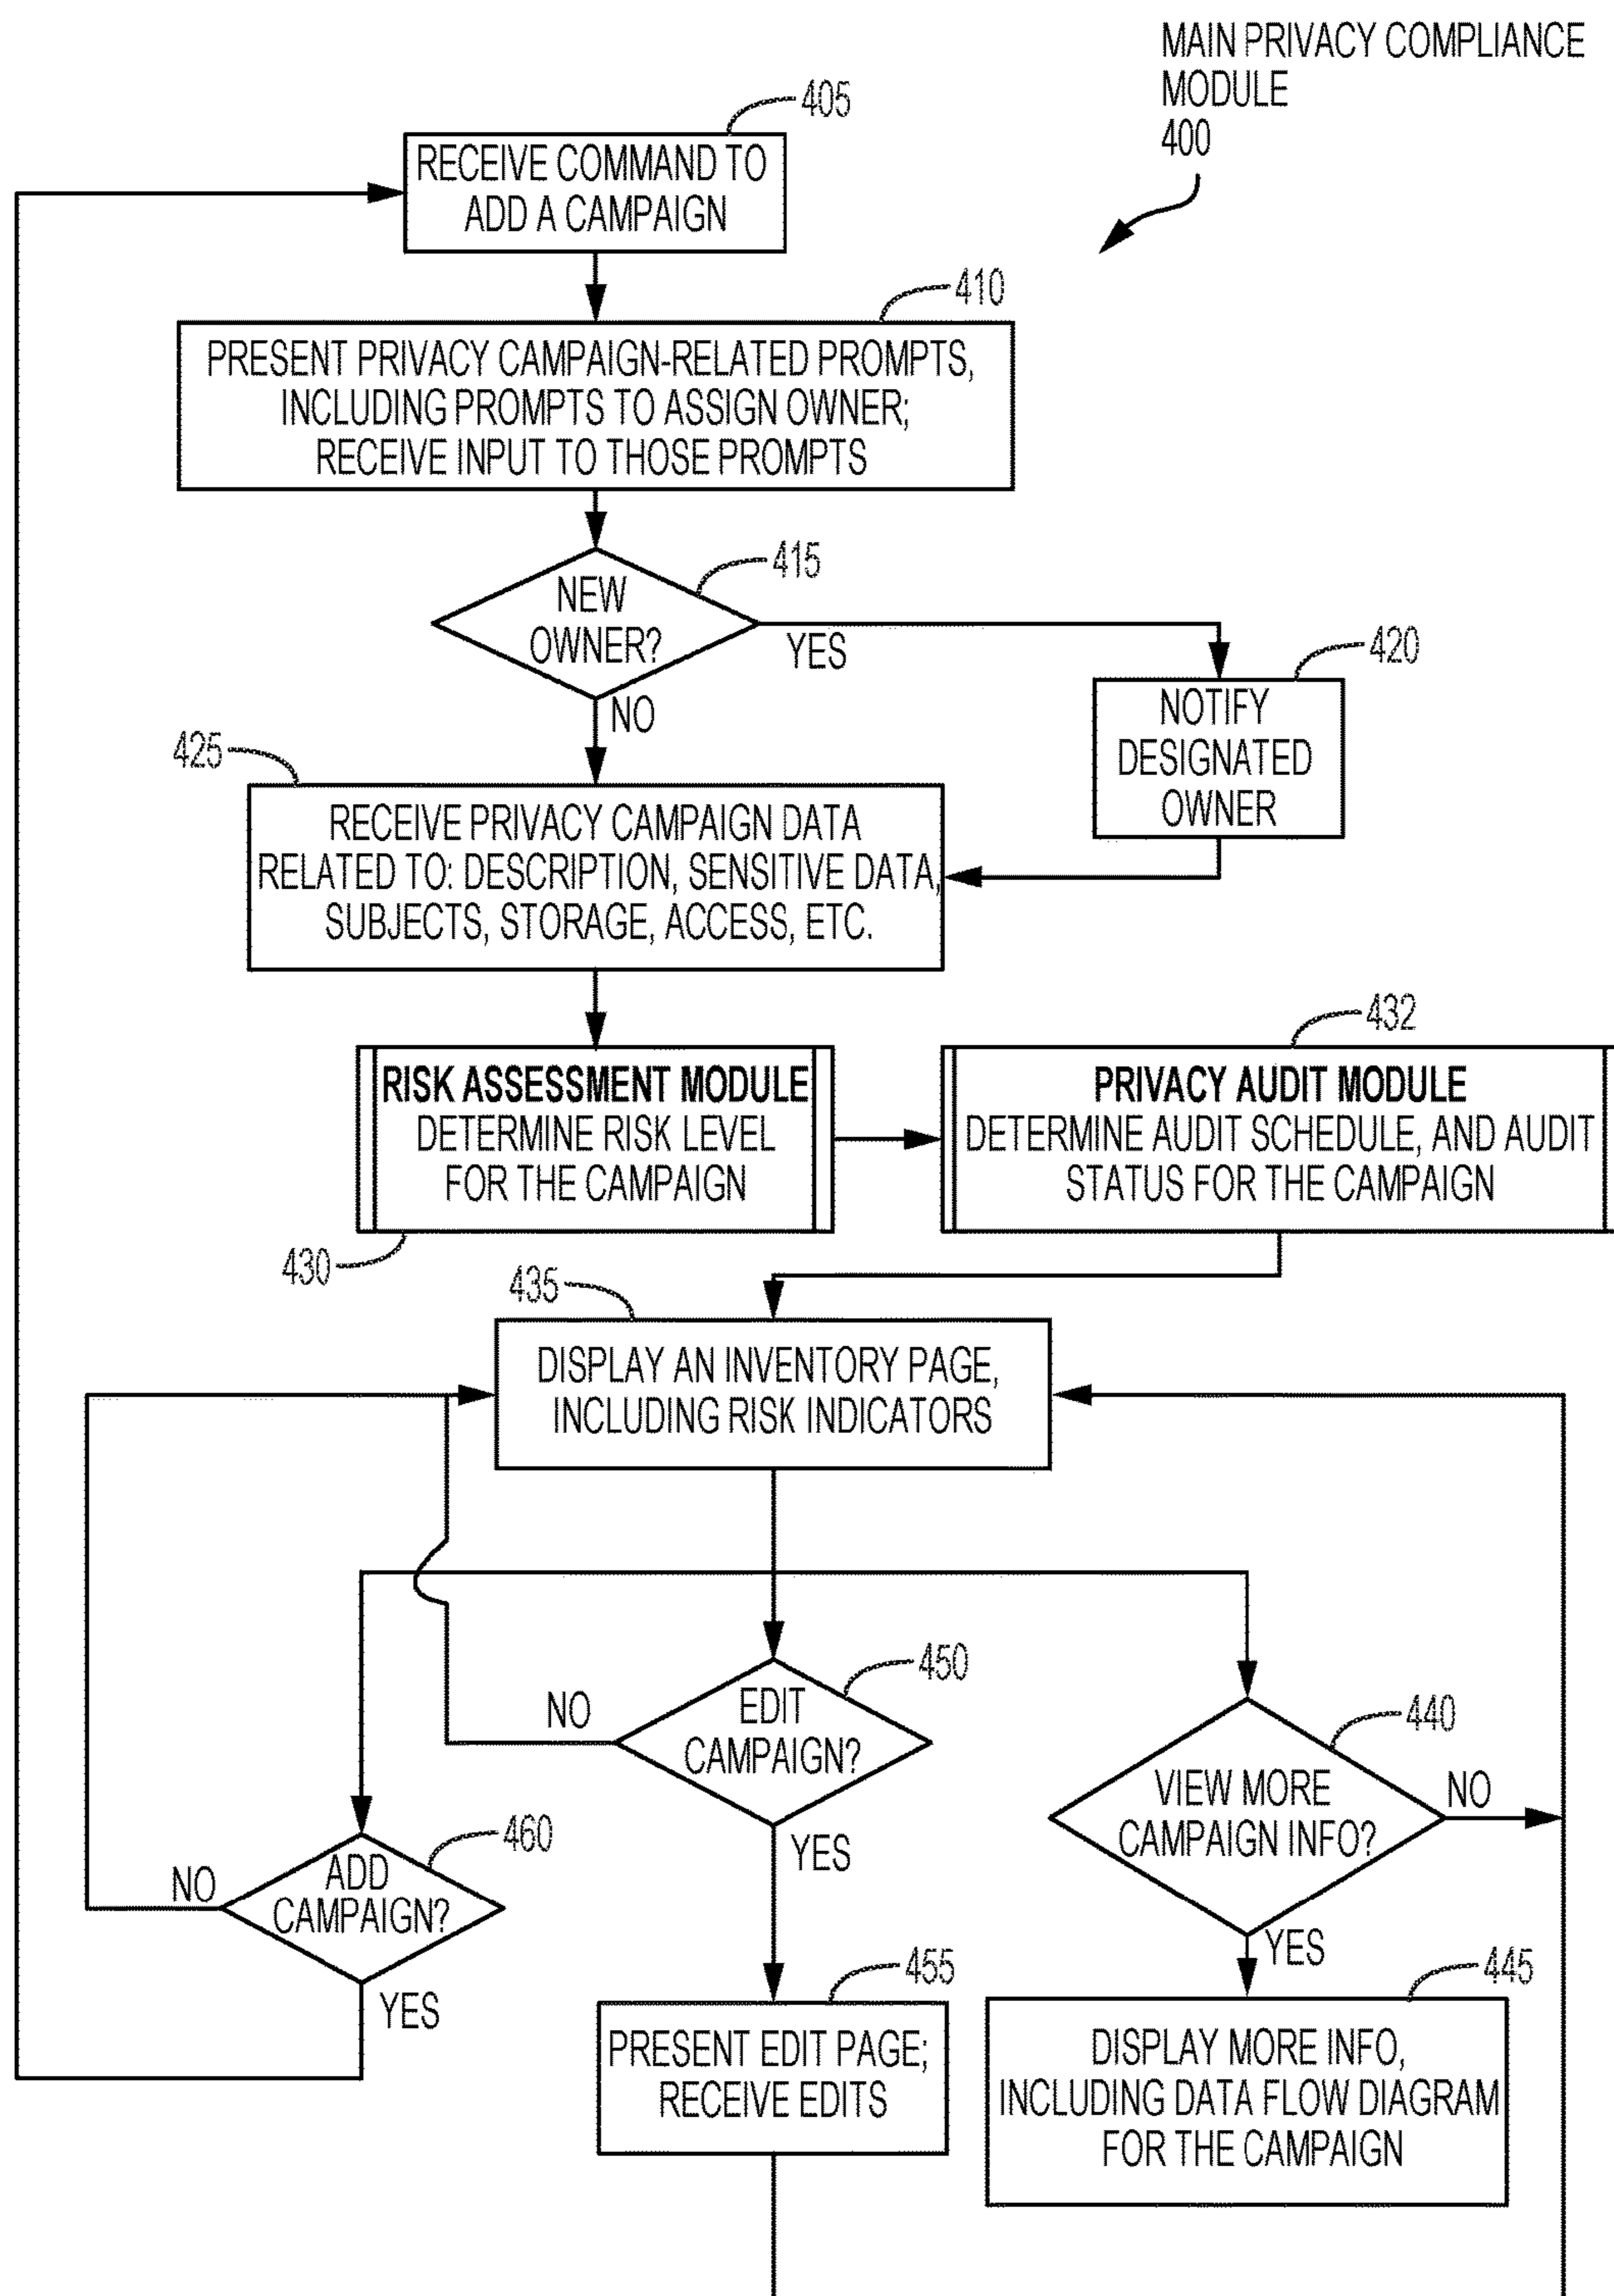 MAIN PRIVACY COMPLIANCE
MODULE
400
405
RECEIVE COMMAND TO
ADD A CAMPAIGN
410
PRESENT PRIVACY CAMPAIGN-RELATED PROMPTS,
INCLUDING PROMPTS TO ASSIGN OWNER;
RECEIVE INPUT TO THOSE PROMPTS
415
NEW
OWNER?
YES
NO
420
NOTIFY
DESIGNATED
OWNER
425
RECEIVE PRIVACY CAMPAIGN DATA
RELATED TO: DESCRIPTION, SENSITIVE DATA,
SUBJECTS, STORAGE, ACCESS, ETC.
RISK ASSESSMENT MODULE
DETERMINE RISK LEVEL
FOR THE CAMPAIGN
430
432
PRIVACY AUDIT MODULE
DETERMINE AUDIT SCHEDULE, AND AUDIT
STATUS FOR THE CAMPAIGN
435
DISPLAY AN INVENTORY PAGE,
INCLUDING RISK INDICATORS
450
EDIT
CAMPAIGN?
NO
YES
440
VIEW MORE
CAMPAIGN INFO?
NO
YES
460
ADD
CAMPAIGN?
NO
YES
455
PRESENT EDIT PAGE;
RECEIVE EDITS
445
DISPLAY MORE INFO,
INCLUDING DATA FLOW DIAGRAM
FOR THE CAMPAIGN